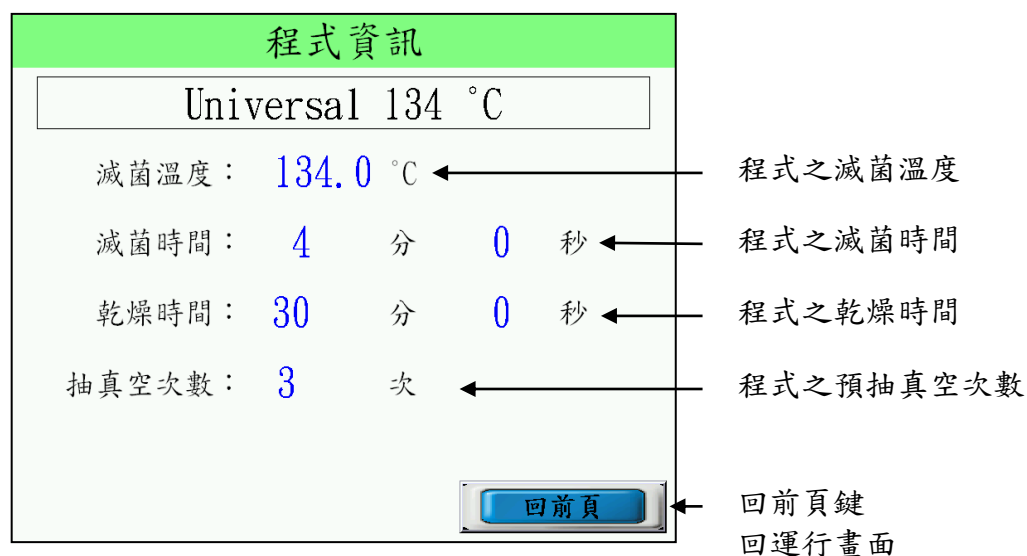 程式資訊
Universal 134 °C
滅菌溫度： 134.0 °C
程式之滅菌溫度
滅菌時間： 4 分 0 秒
程式之滅菌時間
乾燥時間： 30 分 0 秒
程式之乾燥時間
抽真空次數： 3 次
程式之預抽真空次數
回前頁
回前頁鍵
回運行畫面